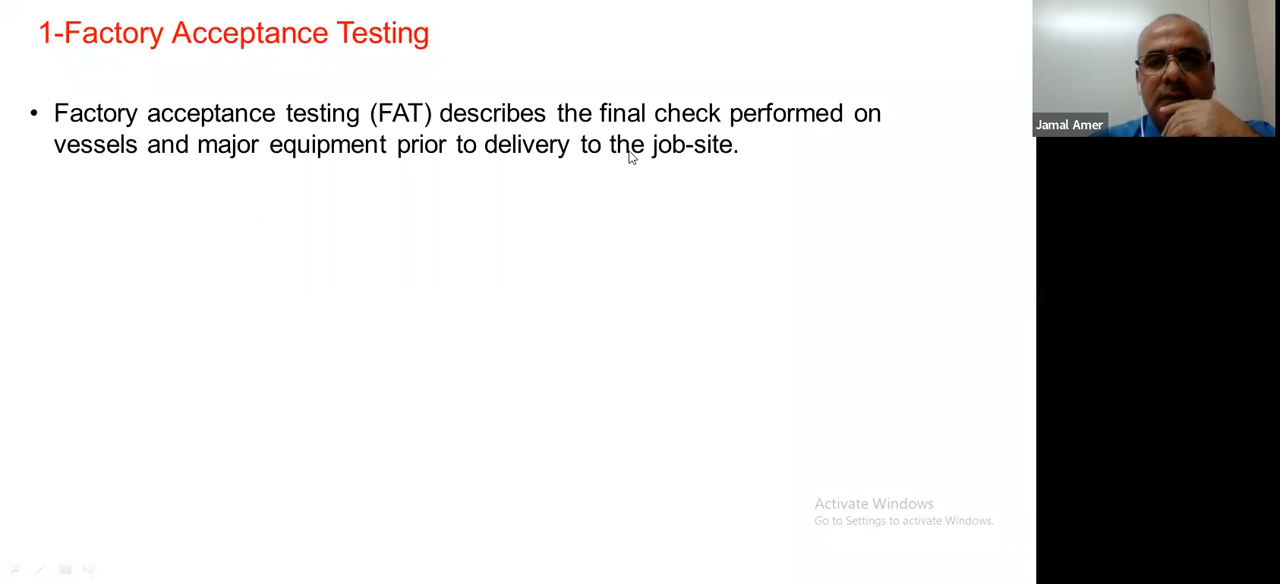 1-Factory Acceptance Testing
• Factory acceptance testing (FAT) describes the final check performed on
vessels and major equipment prior to delivery to the job-site.
Jamal Amer
Activate Windows
Go to Settings to activate Windows.